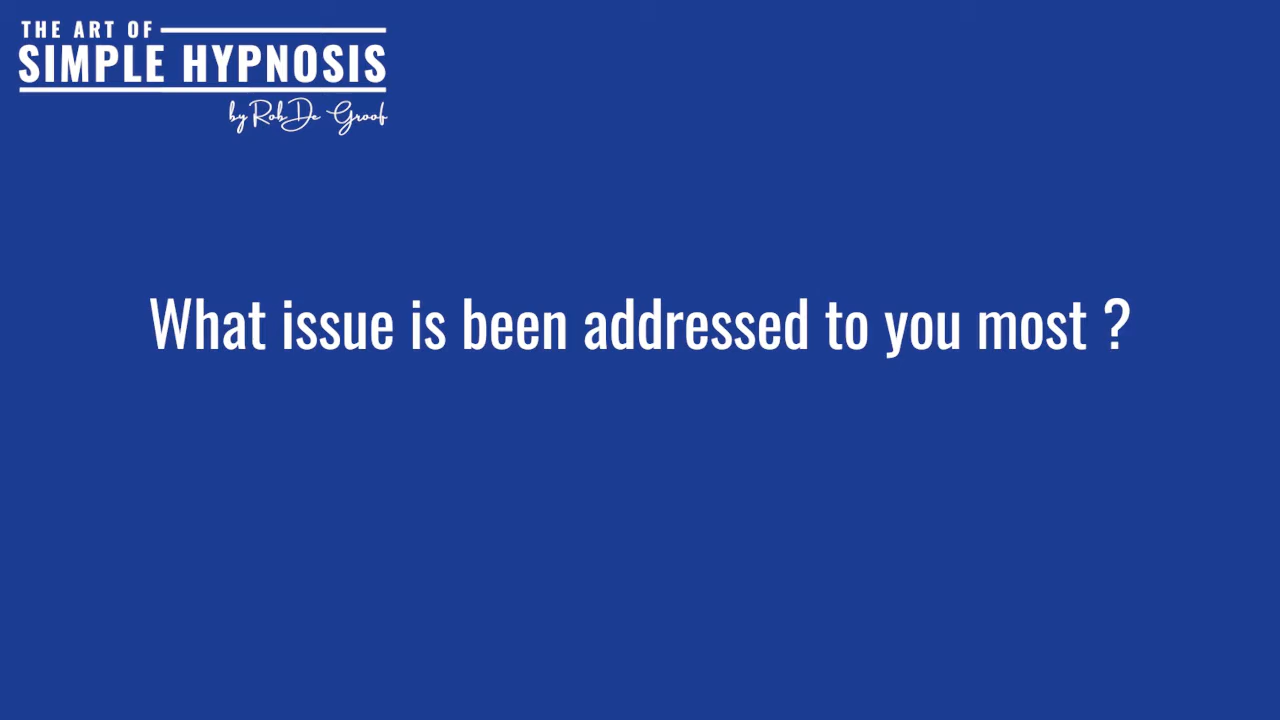 THE ART OF
SIMPLE HYPNOSIS
by Rob De Groof
What issue is been addressed to you most ?